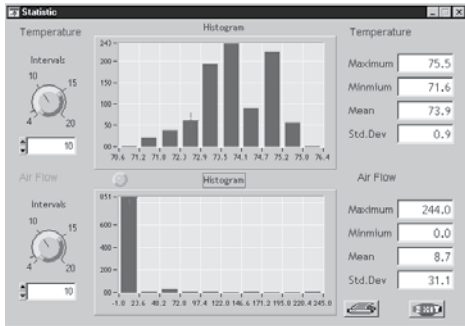 Statistic
Temperature
Intervals
10
15
4
20
10
Histogram
243
200
150
100
50
00
70.6 71.2 71.8 72.3 72.9 73.5 74.1 74.7 75.2 75.8 76.4
Temperature
Maximum 75.5
Minmium 71.6
Mean 73.9
Std.Dev 0.9
Air Flow
Intervals
10
15
4
20
10
Histogram
851
600
400
200
00
-1.0 23.6 48.2 72.8 97.4 122.0 146.6 171.2 195.8 220.4 245.0
Air Flow
Maximum 244.0
Minmium 0.0
Mean 8.7
Std.Dev 31.1
EXIT